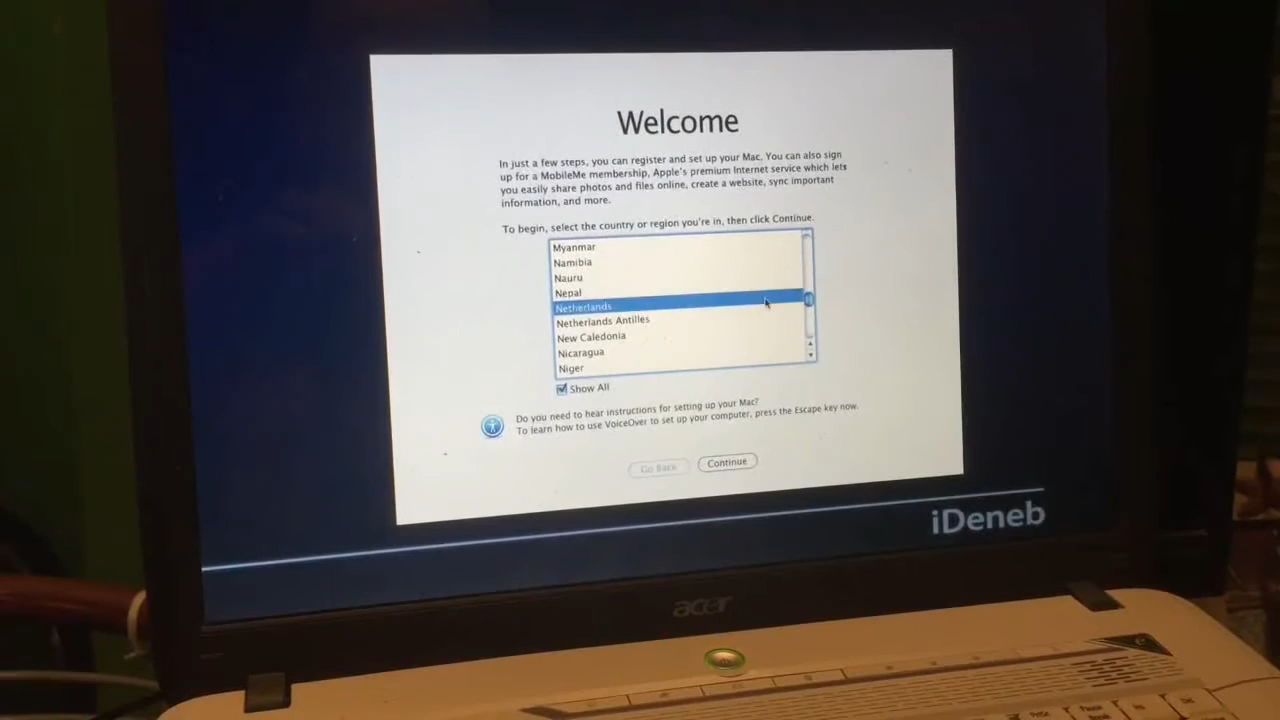 Welcome
In just a few steps, you can register and set up your Mac. You can also sign
up for a MobileMe membership, Apple's premium Internet service which lets
you easily share photos and files online, create a website, sync important
information, and more.
To begin, select the country or region you're in, then click Continue.
Myanmar
Namibia
Nauru
Nepal
Netherlands
Netherlands Antilles
New Caledonia
Nicaragua
Niger
Show All
Do you need to hear instructions for setting up your Mac?
To learn how to use VoiceOver to set up your computer, press the Escape key now.
Go Back
Continue
iDeneb
acer